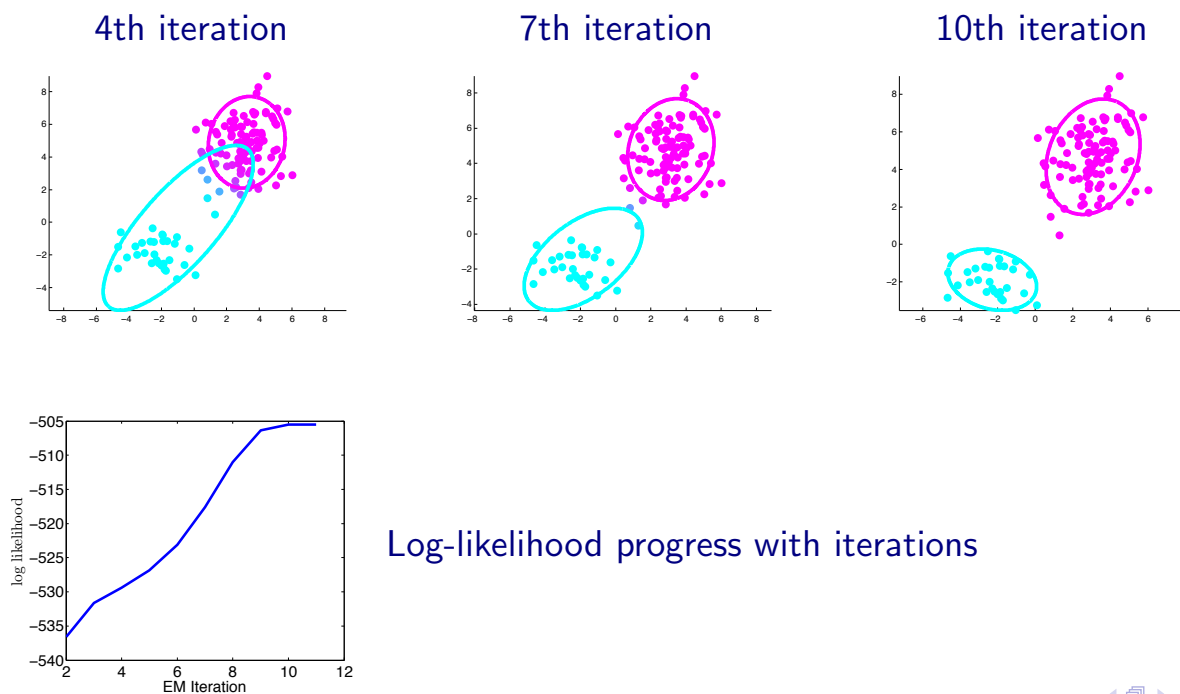 4th iteration 7th iteration 10th iteration
8 8 8
6 6 6
4 4 4
2 2 2
0 0 0
−2 −2 −2
−4 −4
−8 −6 −4 −2 0 2 4 6 8 −8 −6 −4 −2 0 2 4 6 8 −6 −4 −2 0 2 4 6
−505
−510
−515
−520
−525
−530
−535
−540
log likelihood
2 4 6 8 10 12
EM Iteration
Log-likelihood progress with iterations